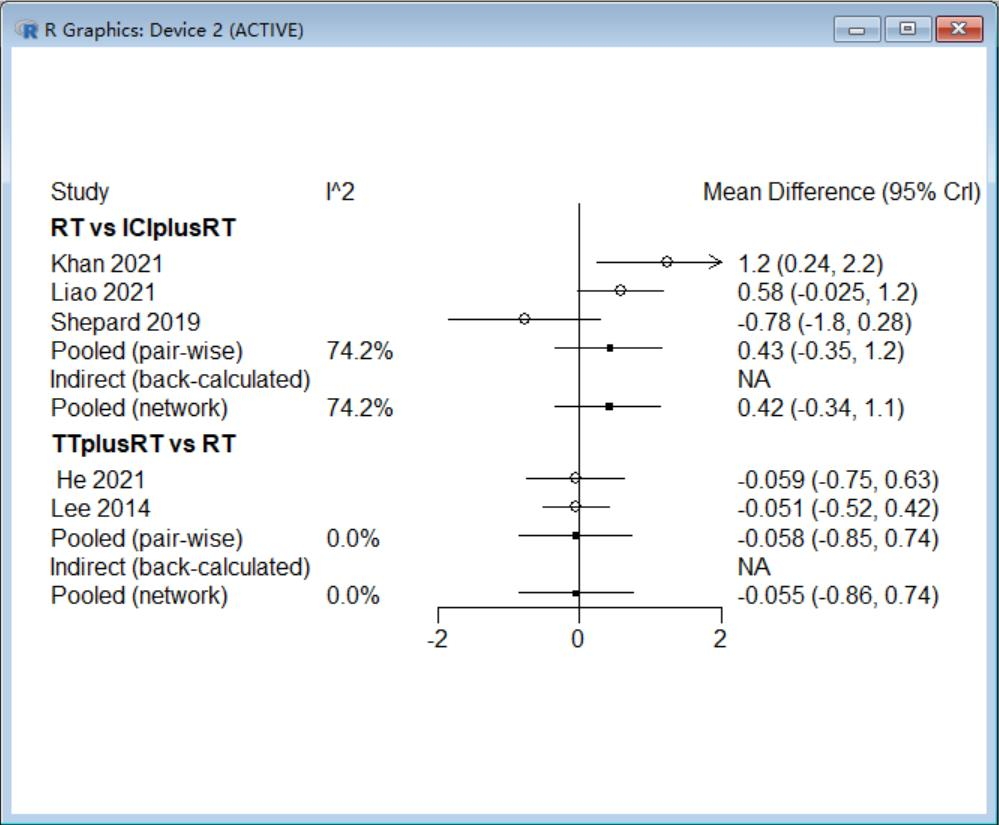 R Graphics: Device 2 (ACTIVE)
Study I^2 Mean Difference (95% CrI)
RT vs ICIplusRT
Khan 2021 1.2 (0.24, 2.2)
Liao 2021 0.58 (-0.025, 1.2)
Shepard 2019 -0.78 (-1.8, 0.28)
Pooled (pair-wise) 74.2% 0.43 (-0.35, 1.2)
Indirect (back-calculated) NA
Pooled (network) 74.2% 0.42 (-0.34, 1.1)
TTplusRT vs RT
He 2021 -0.059 (-0.75, 0.63)
Lee 2014 -0.051 (-0.52, 0.42)
Pooled (pair-wise) 0.0% -0.058 (-0.85, 0.74)
Indirect (back-calculated) NA
Pooled (network) 0.0% -0.055 (-0.86, 0.74)
-2 0 2